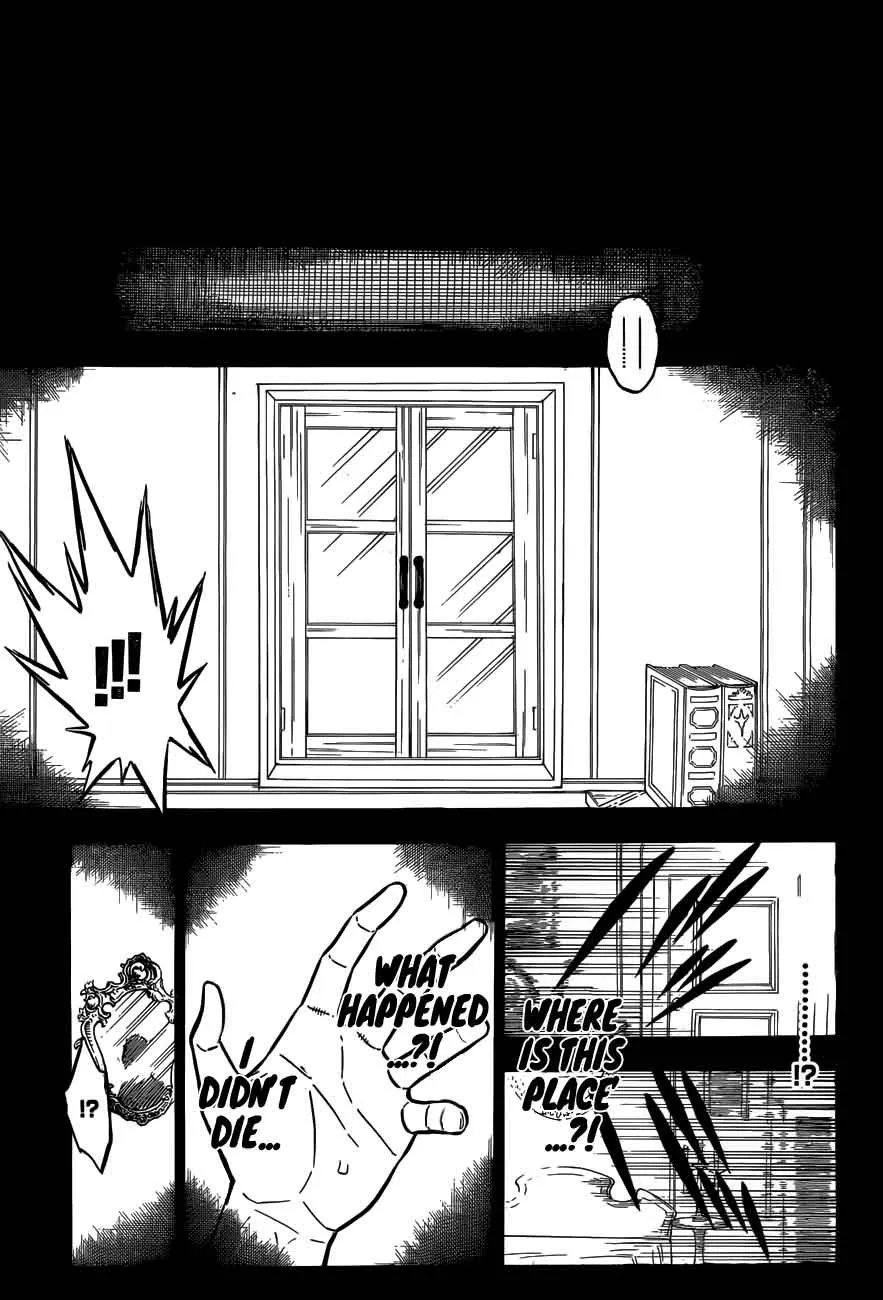 ......
!!!
......!?
WHERE
IS THIS
PLACE
....?!
WHAT
HAPPENED
....?!
I
DIDN'T
DIE...
!?